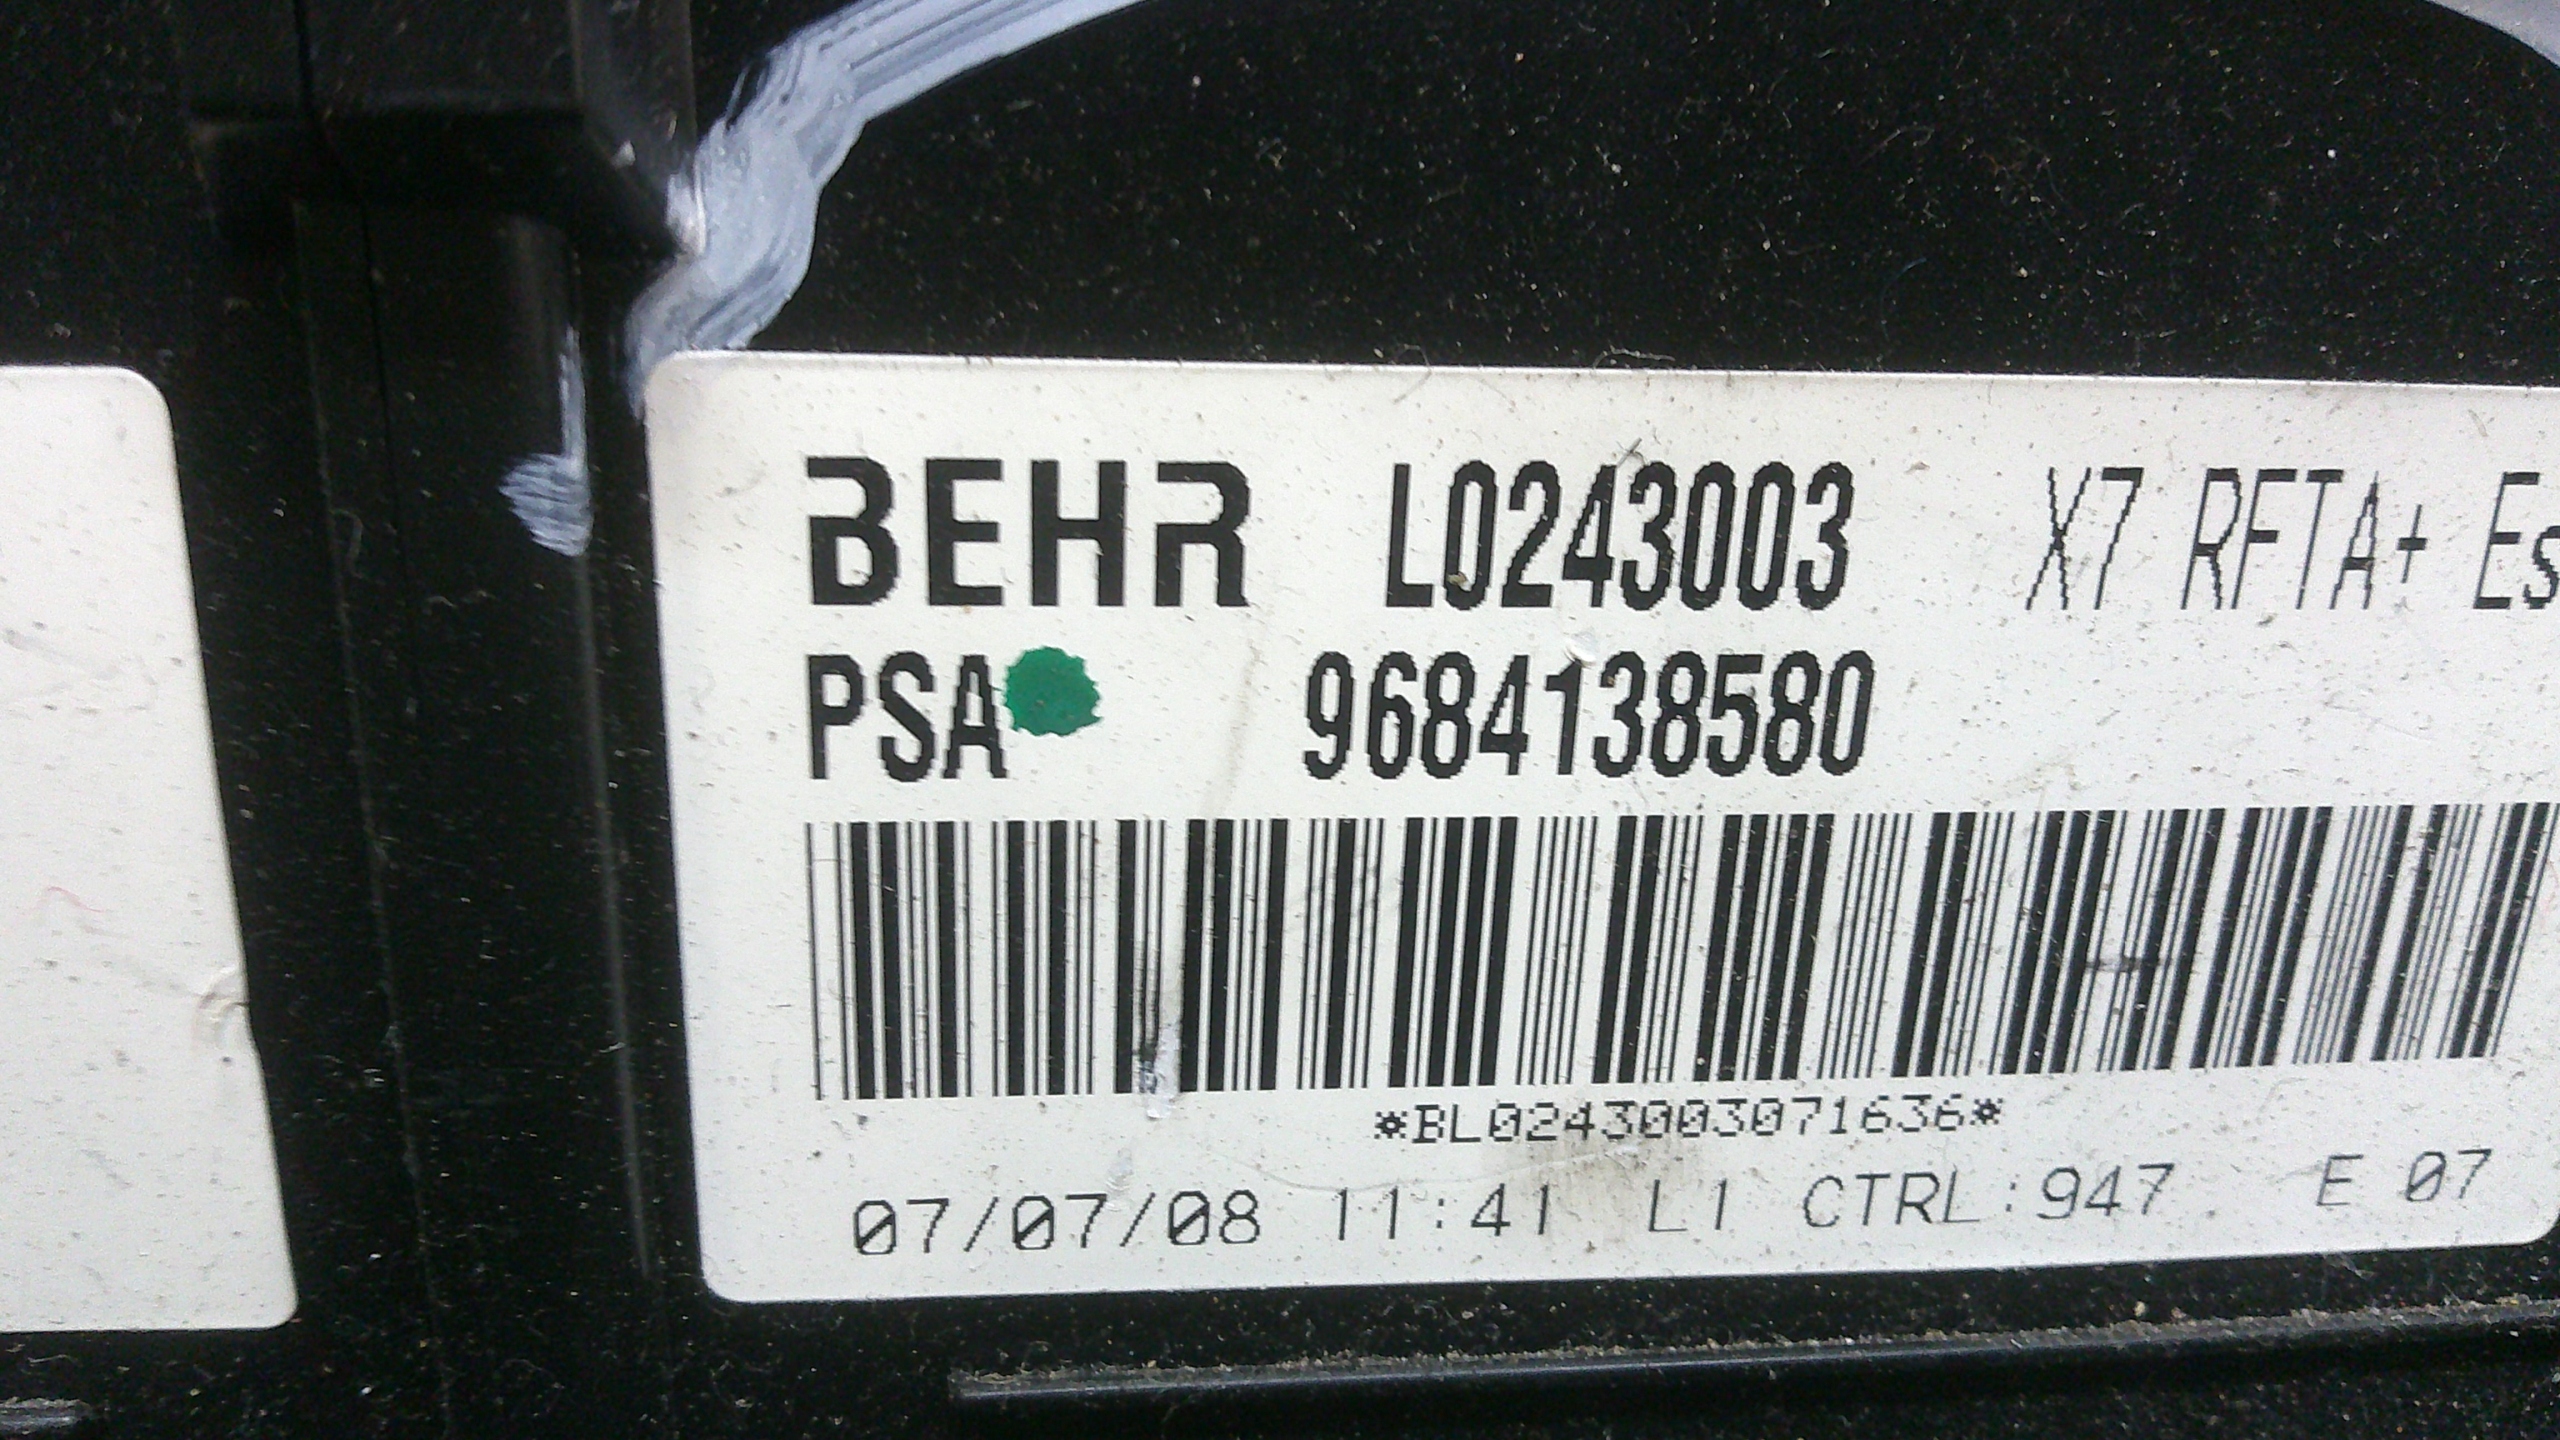 BEHR L0243003 X7 RFTA+ Es
PSA 9684138580
*BL0243003071636*
07/07/08 11:41 L1 CTRL:947 E 07